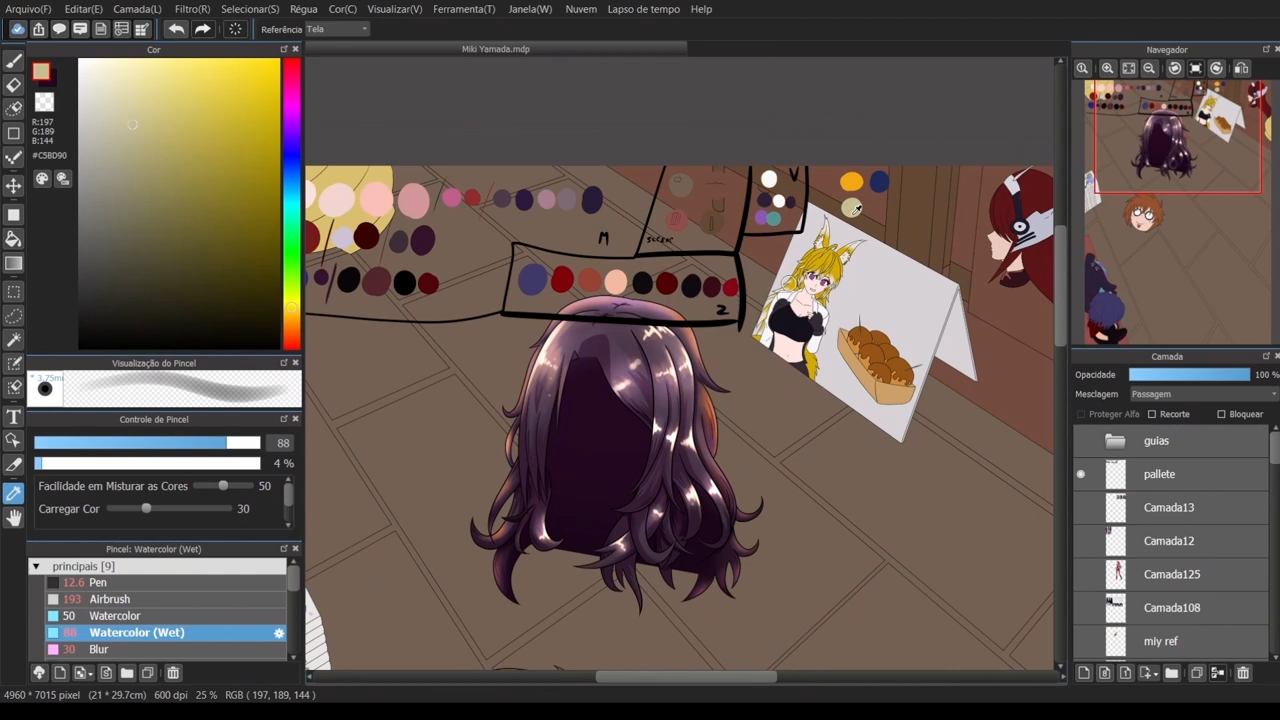 Arquivo(F) Editar(E) Camada(L) Filtro(R) Selecionar(S) Régua Cor(C) Visualizar(V) Ferramenta(T) Janela(W) Nuvem Lapso de tempo Help
Referência Tela
Cor Miki Yamada.mdp Navegador
R:197
G:189
B:144
#C5BD90
M
2
Visualização do Pincel
* 3.75m
Controle de Pincel
88
4 %
Facilidade em Misturar as Cores 50
Carregar Cor 30
Pincel: Watercolor (Wet)
principais [9]
12.6 Pen
193 Airbrush
50 Watercolor
88 Watercolor (Wet)
30 Blur
Camada
Opacidade 100 %
Mesclagem Passagem
Proteger Alfa Recorte Bloquear
guias
pallete
Camada13
Camada12
Camada125
Camada108
mly ref
4960 * 7015 pixel (21 * 29.7cm) 600 dpi 25 % RGB ( 197, 189, 144 )